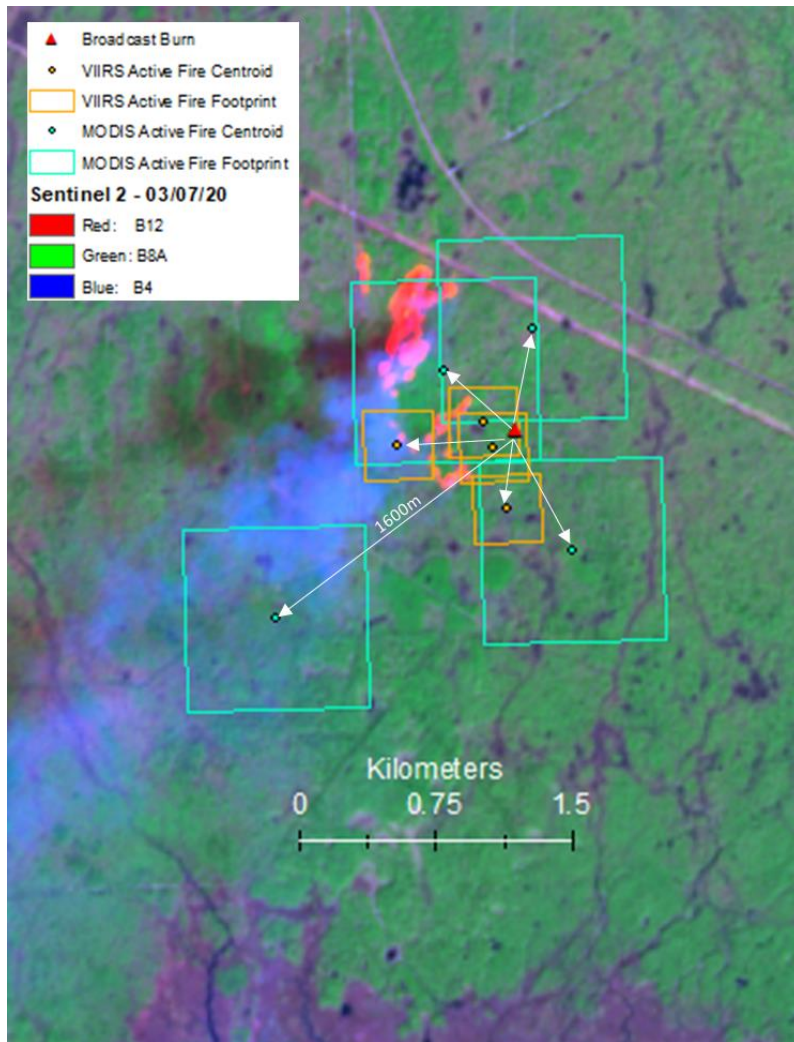 Broadcast Burn
VIIRS Active Fire Centroid
VIIRS Active Fire Footprint
MODIS Active Fire Centroid
MODIS Active Fire Footprint
Sentinel 2 - 03/07/20
Red: B12
Green: B8A
Blue: B4
1600m
Kilometers
0 0.75 1.5